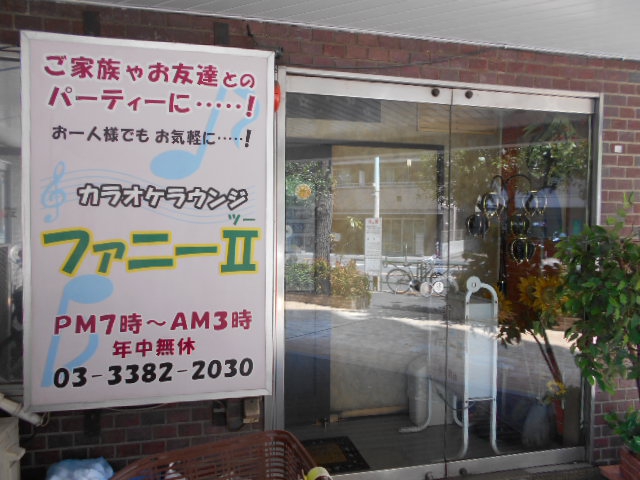 ご家族やお友達との
パーティーに……!
お一人様でも お気軽に……!
カラオケラウンジ
ツー
ファニーⅡ
PM7時〜AM3時
年中無休
03-3382-2030